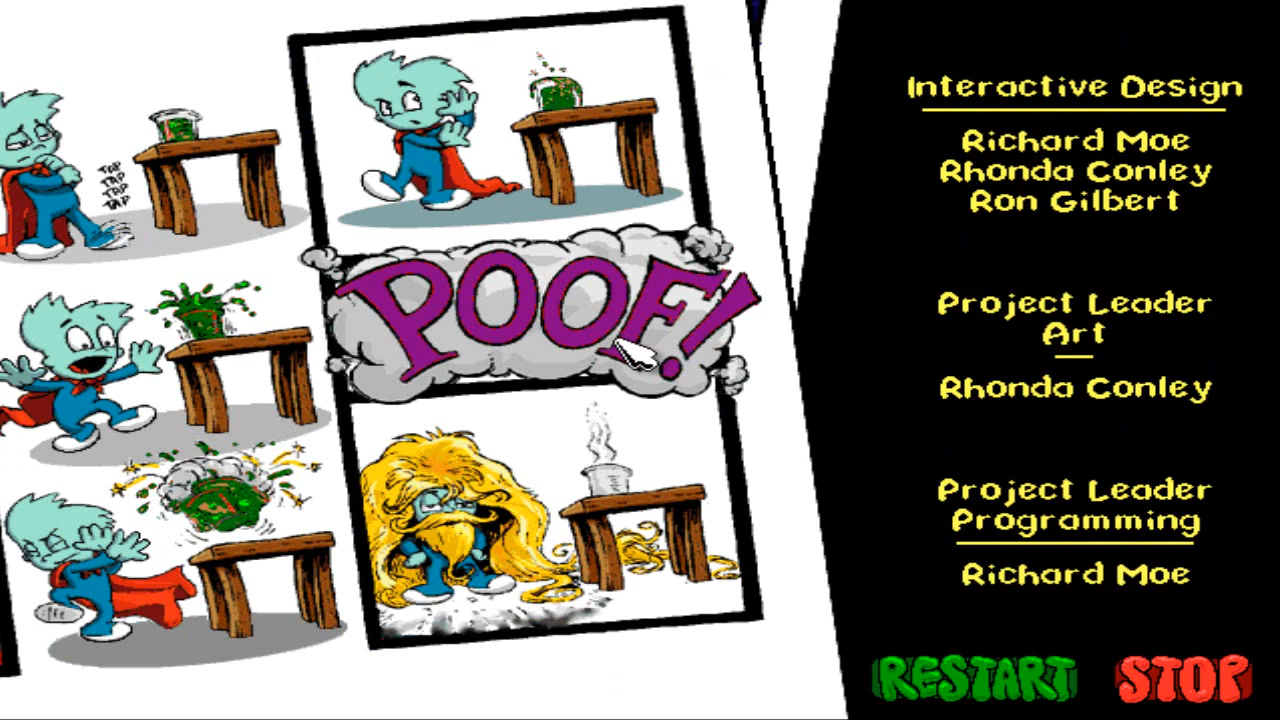 TAP
TAP
TAP
TAP
POOF!
Interactive Design
Richard Moe
Rhonda Conley
Ron Gilbert
Project Leader
Art
Rhonda Conley
Project Leader
Programming
Richard Moe
RESTART
STOP